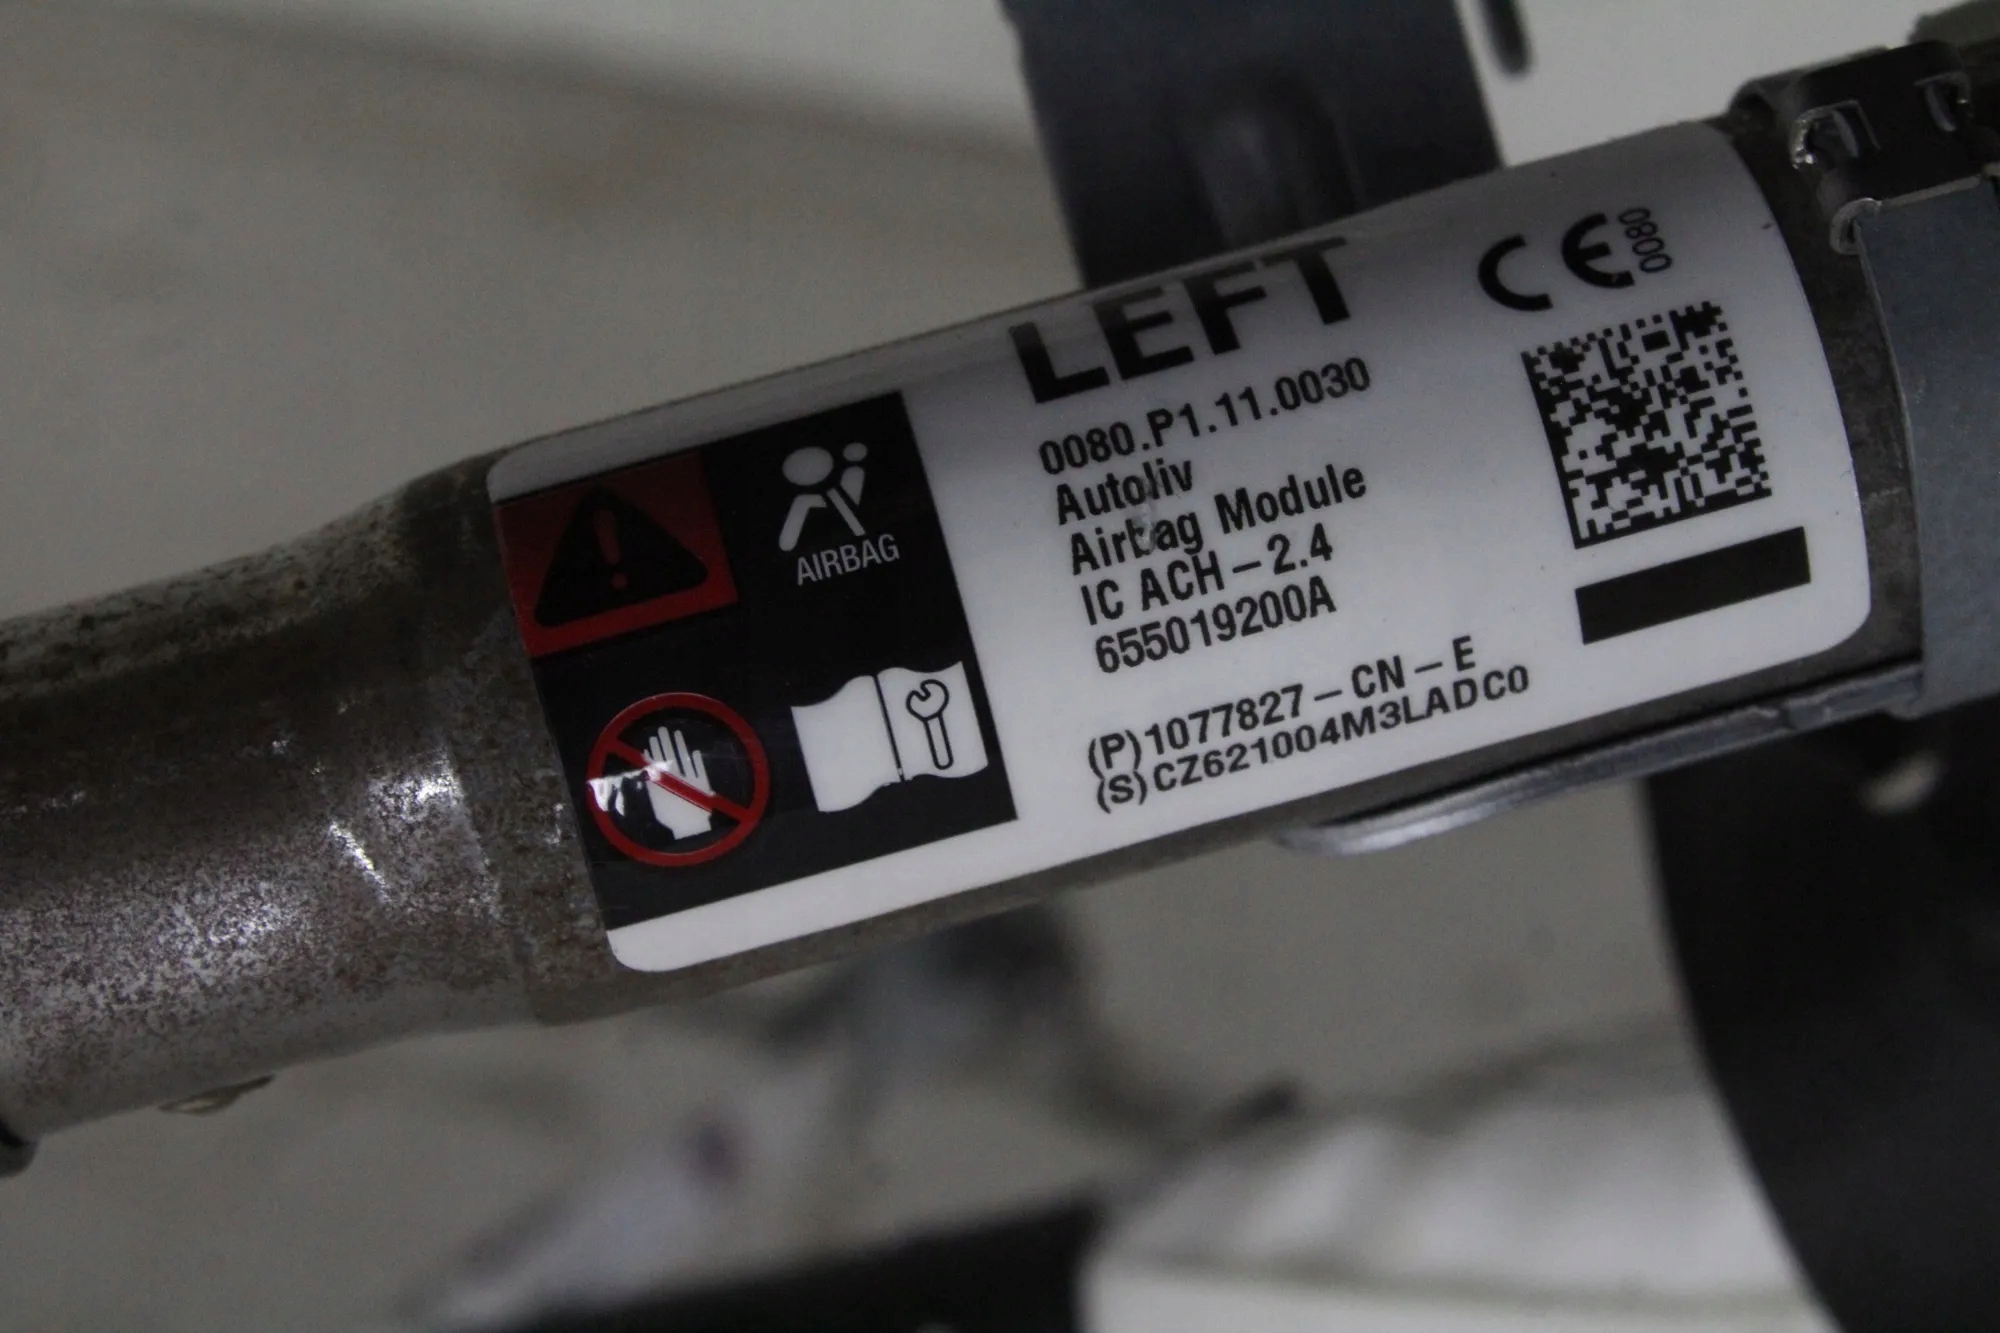 LEFT
CE 0080
0080.P1.11.0030
Autoliv
Airbag Module
IC ACH – 2.4
655019200A
(P)1077827 – CN – E
(S)CZ621004M3LADC0
AIRBAG